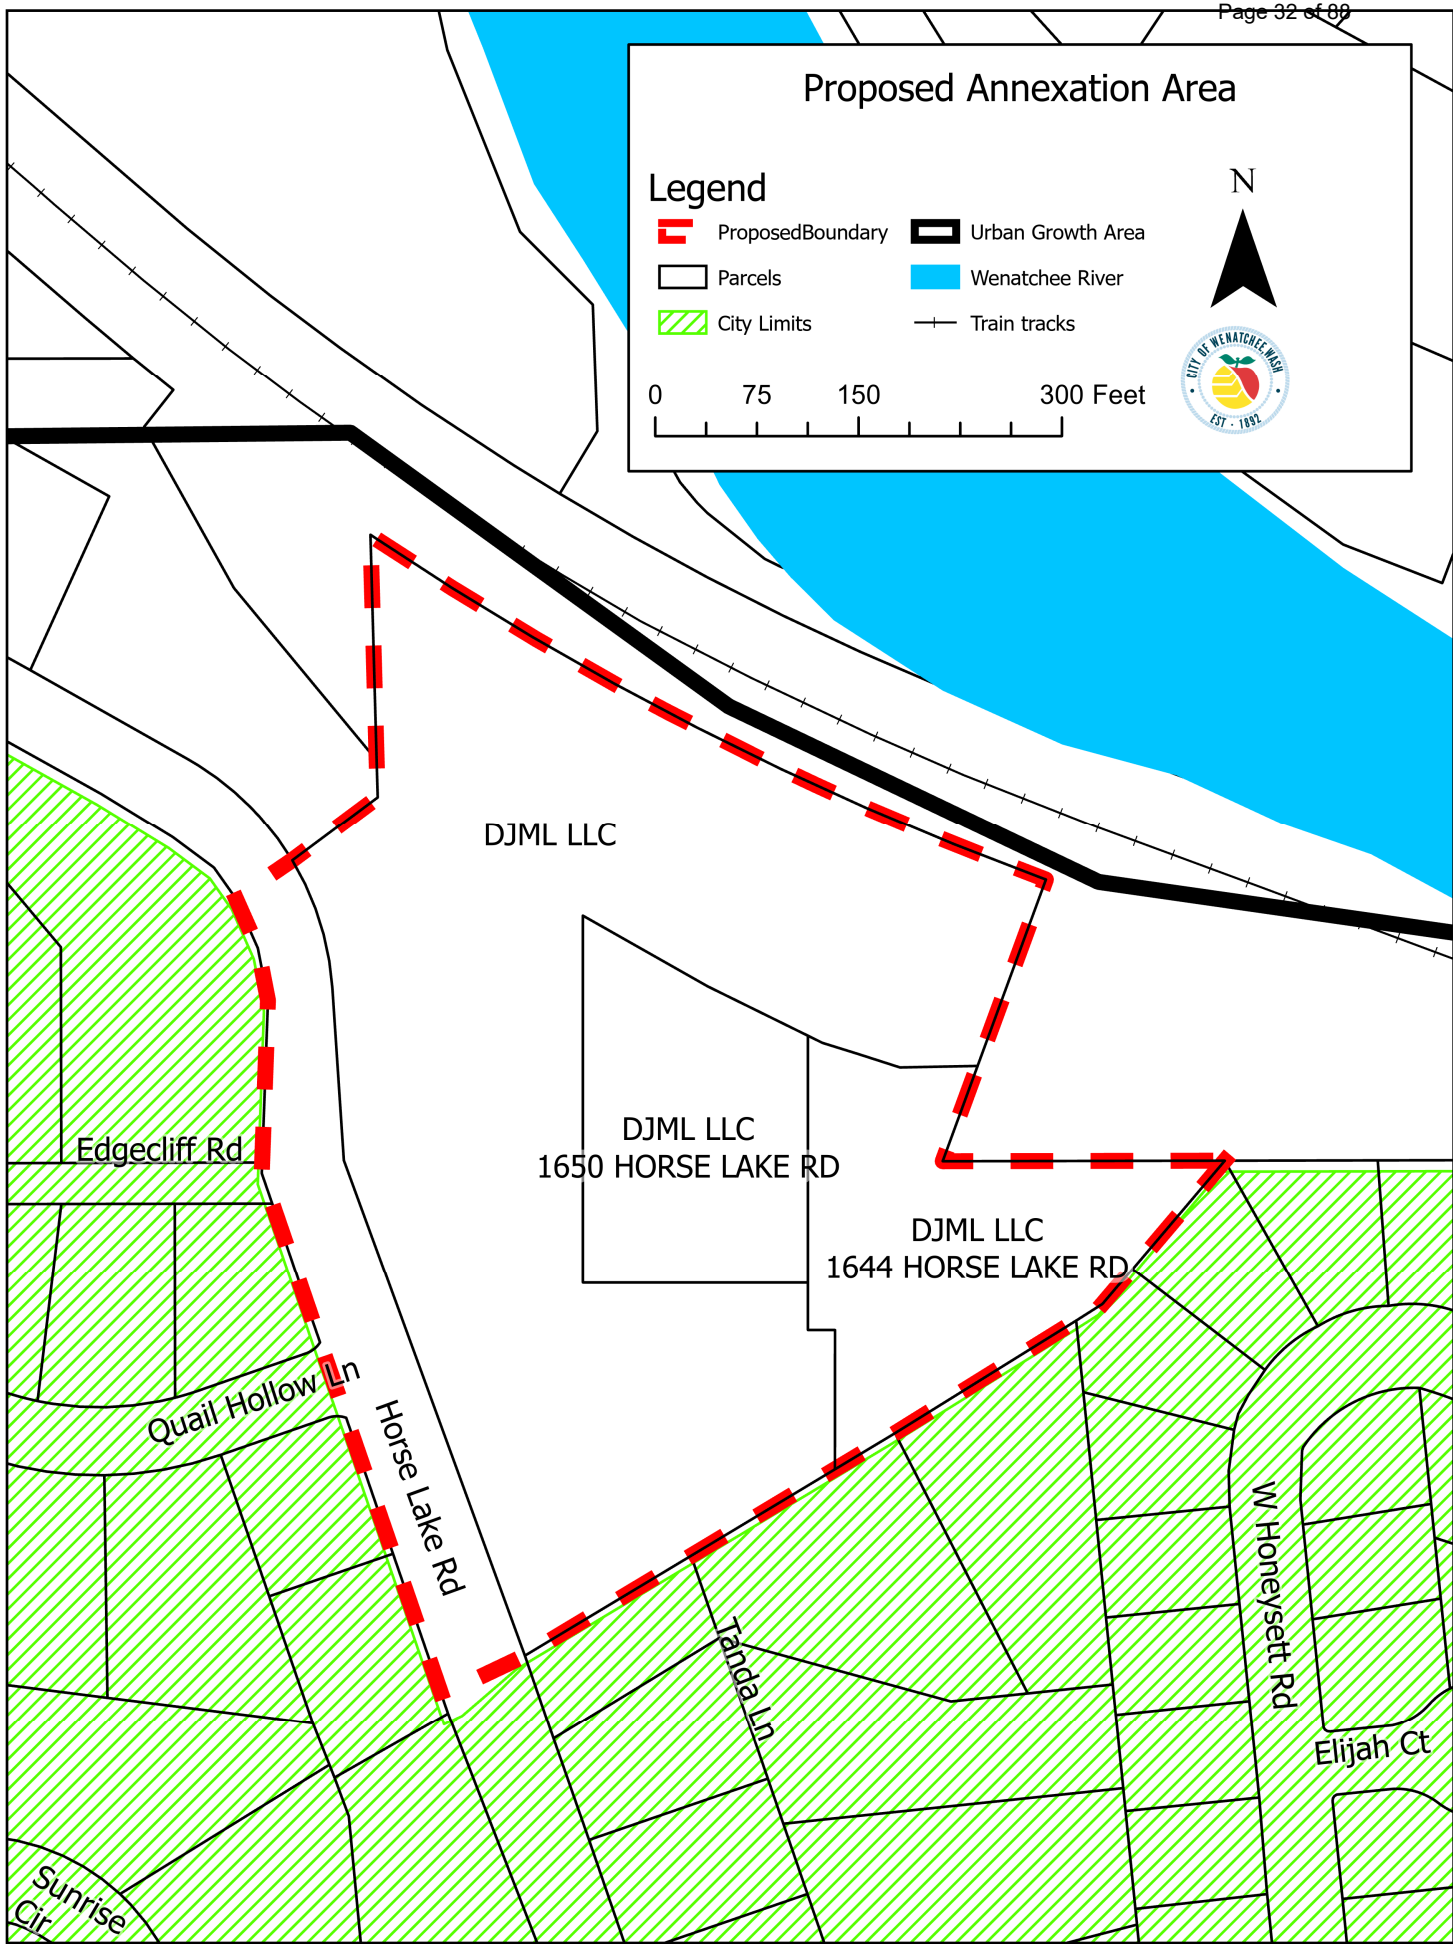 Page 32 of 88
Proposed Annexation Area
Legend
ProposedBoundary
Urban Growth Area
Parcels
Wenatchee River
City Limits
Train tracks
N
0 75 150 300 Feet
CITY OF WENATCHEE, WASH
EST · 1892
DJML LLC
DJML LLC
1650 HORSE LAKE RD
DJML LLC
1644 HORSE LAKE RD
Edgecliff Rd
Quail Hollow Ln
Horse Lake Rd
W Honeysett Rd
Tanda Ln
Elijah Ct
Sunrise
Cir